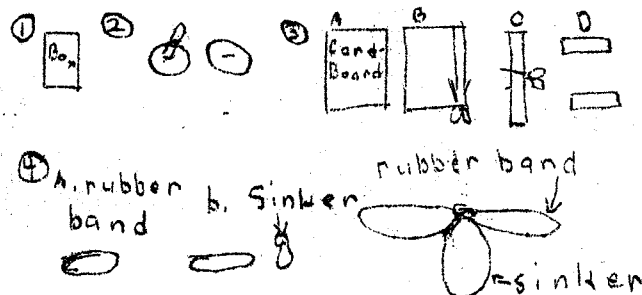 ① ② ③ A B C D
Box
Card-
Board
④ A. rubber
band
b. Sinker
rubber band
sinker